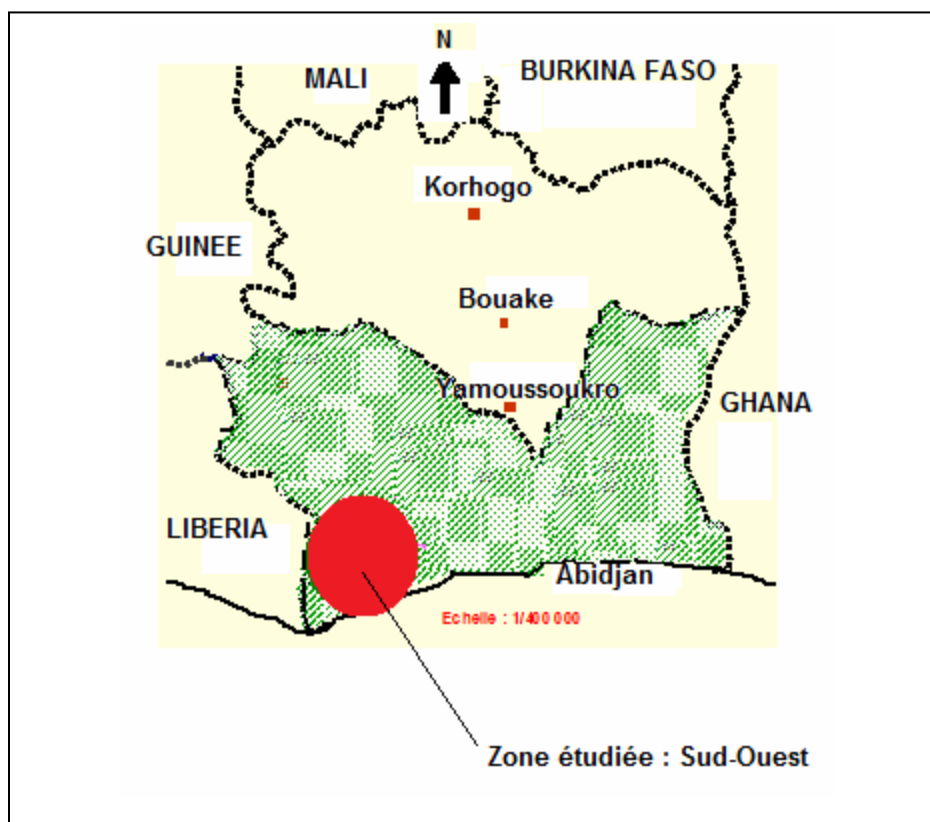 N
MALI
BURKINA FASO
Korhogo
GUINEE
Bouake
Yamoussoukro
GHANA
LIBERIA
Abidjan
Echelle : 1/400 000
Zone étudiée : Sud-Ouest